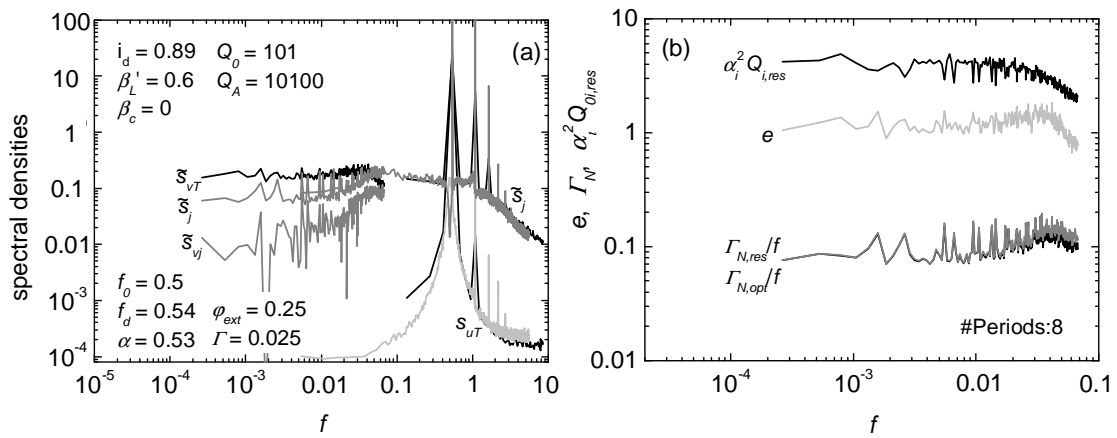 (a)
i_d = 0.89 Q_0 = 101
β_L' = 0.6 Q_A = 10100
β_c = 0
s̃_vT
s̃_j
s̃_vj
s̃_j
s_uT
f_0 = 0.5
f_d = 0.54 φ_ext = 0.25
α = 0.53 Γ = 0.025
spectral densities
100
10
1
0.1
0.01
10^-3
10^-4
10^-5 10^-4 10^-3 0.01 0.1 1 10
f
(b)
α_i^2 Q_i,res
e
Γ_N,res/f
Γ_N,opt/f
#Periods:8
e, Γ_N, α_ι^2 Q_0i,res
10
1
0.1
0.01
10^-4 10^-3 0.01 0.1
f